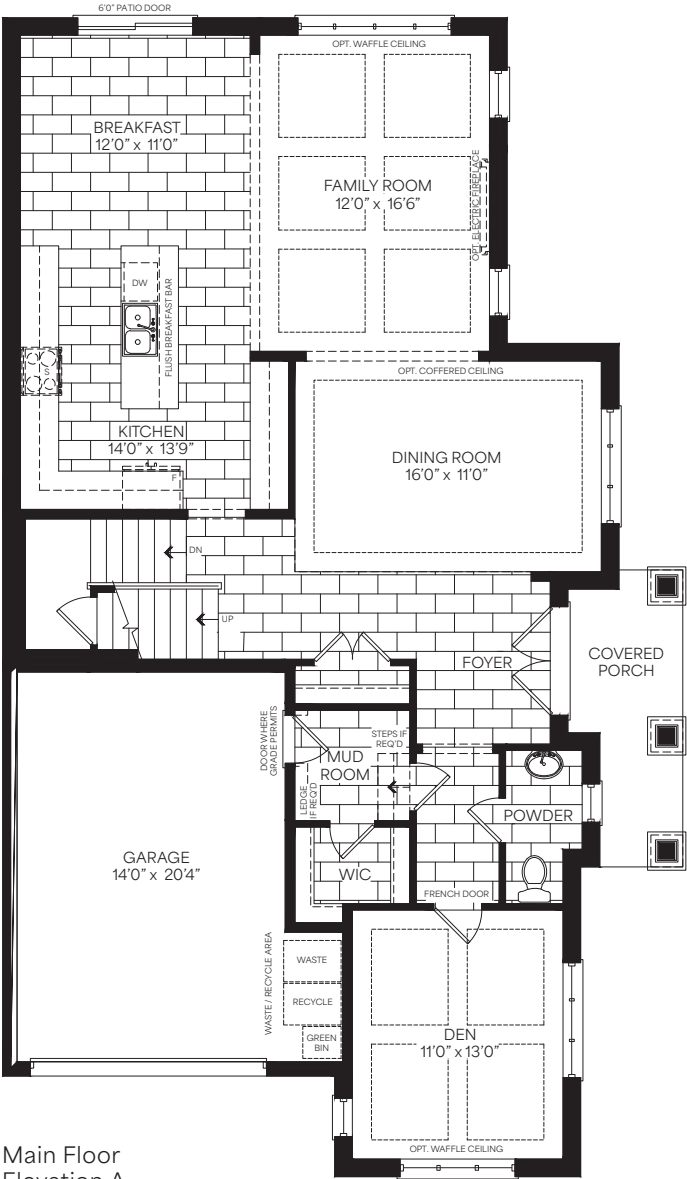 6'0" PATIO DOOR
OPT. WAFFLE CEILING
BREAKFAST
12'0" x 11'0"
FAMILY ROOM
12'0" x 16'6"
OPT. ELECTRIC FIREPLACE
DW
FLUSH BREAKFAST BAR
S
OPT. COFFERED CEILING
KITCHEN
14'0" x 13'9"
F
DINING ROOM
16'0" x 11'0"
DN
UP
FOYER
COVERED
PORCH
DOOR WHERE
GRADE PERMITS
STEPS IF
REQ'D
MUD
ROOM
LEDGE
IF REQ'D
POWDER
GARAGE
14'0" x 20'4"
WIC
FRENCH DOOR
WASTE / RECYCLE AREA
WASTE
RECYCLE
GREEN
BIN
DEN
11'0" x 13'0"
OPT. WAFFLE CEILING
Main Floor
Elevation A